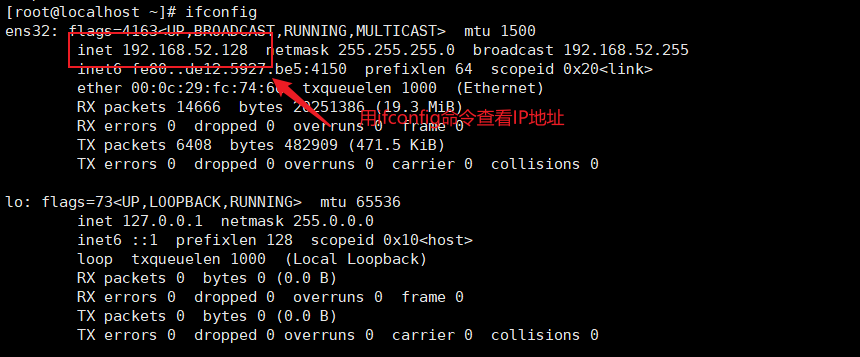 [root@localhost ~]# ifconfig
ens32: flags=4163<UP,BROADCAST,RUNNING,MULTICAST>  mtu 1500
        inet 192.168.52.128  netmask 255.255.255.0  broadcast 192.168.52.255
        inet6 fe80::de12:5927:be5:4150  prefixlen 64  scopeid 0x20<link>
        ether 00:0c:29:fc:74:  txqueuelen 1000  (Ethernet)
        RX packets 14666  bytes 20251386 (19.3 MiB)
        RX errors 0  dropped 0  overruns 0  frame 0
用ifconfig命令查看IP地址
        TX packets 6408  bytes 482909 (471.5 KiB)
        TX errors 0  dropped 0 overruns 0  carrier 0  collisions 0
lo: flags=73<UP,LOOPBACK,RUNNING>  mtu 65536
        inet 127.0.0.1  netmask 255.0.0.0
        inet6 ::1  prefixlen 128  scopeid 0x10<host>
        loop  txqueuelen 1000  (Local Loopback)
        RX packets 0  bytes 0 (0.0 B)
        RX errors 0  dropped 0  overruns 0  frame 0
        TX packets 0  bytes 0 (0.0 B)
        TX errors 0  dropped 0 overruns 0  carrier 0  collisions 0